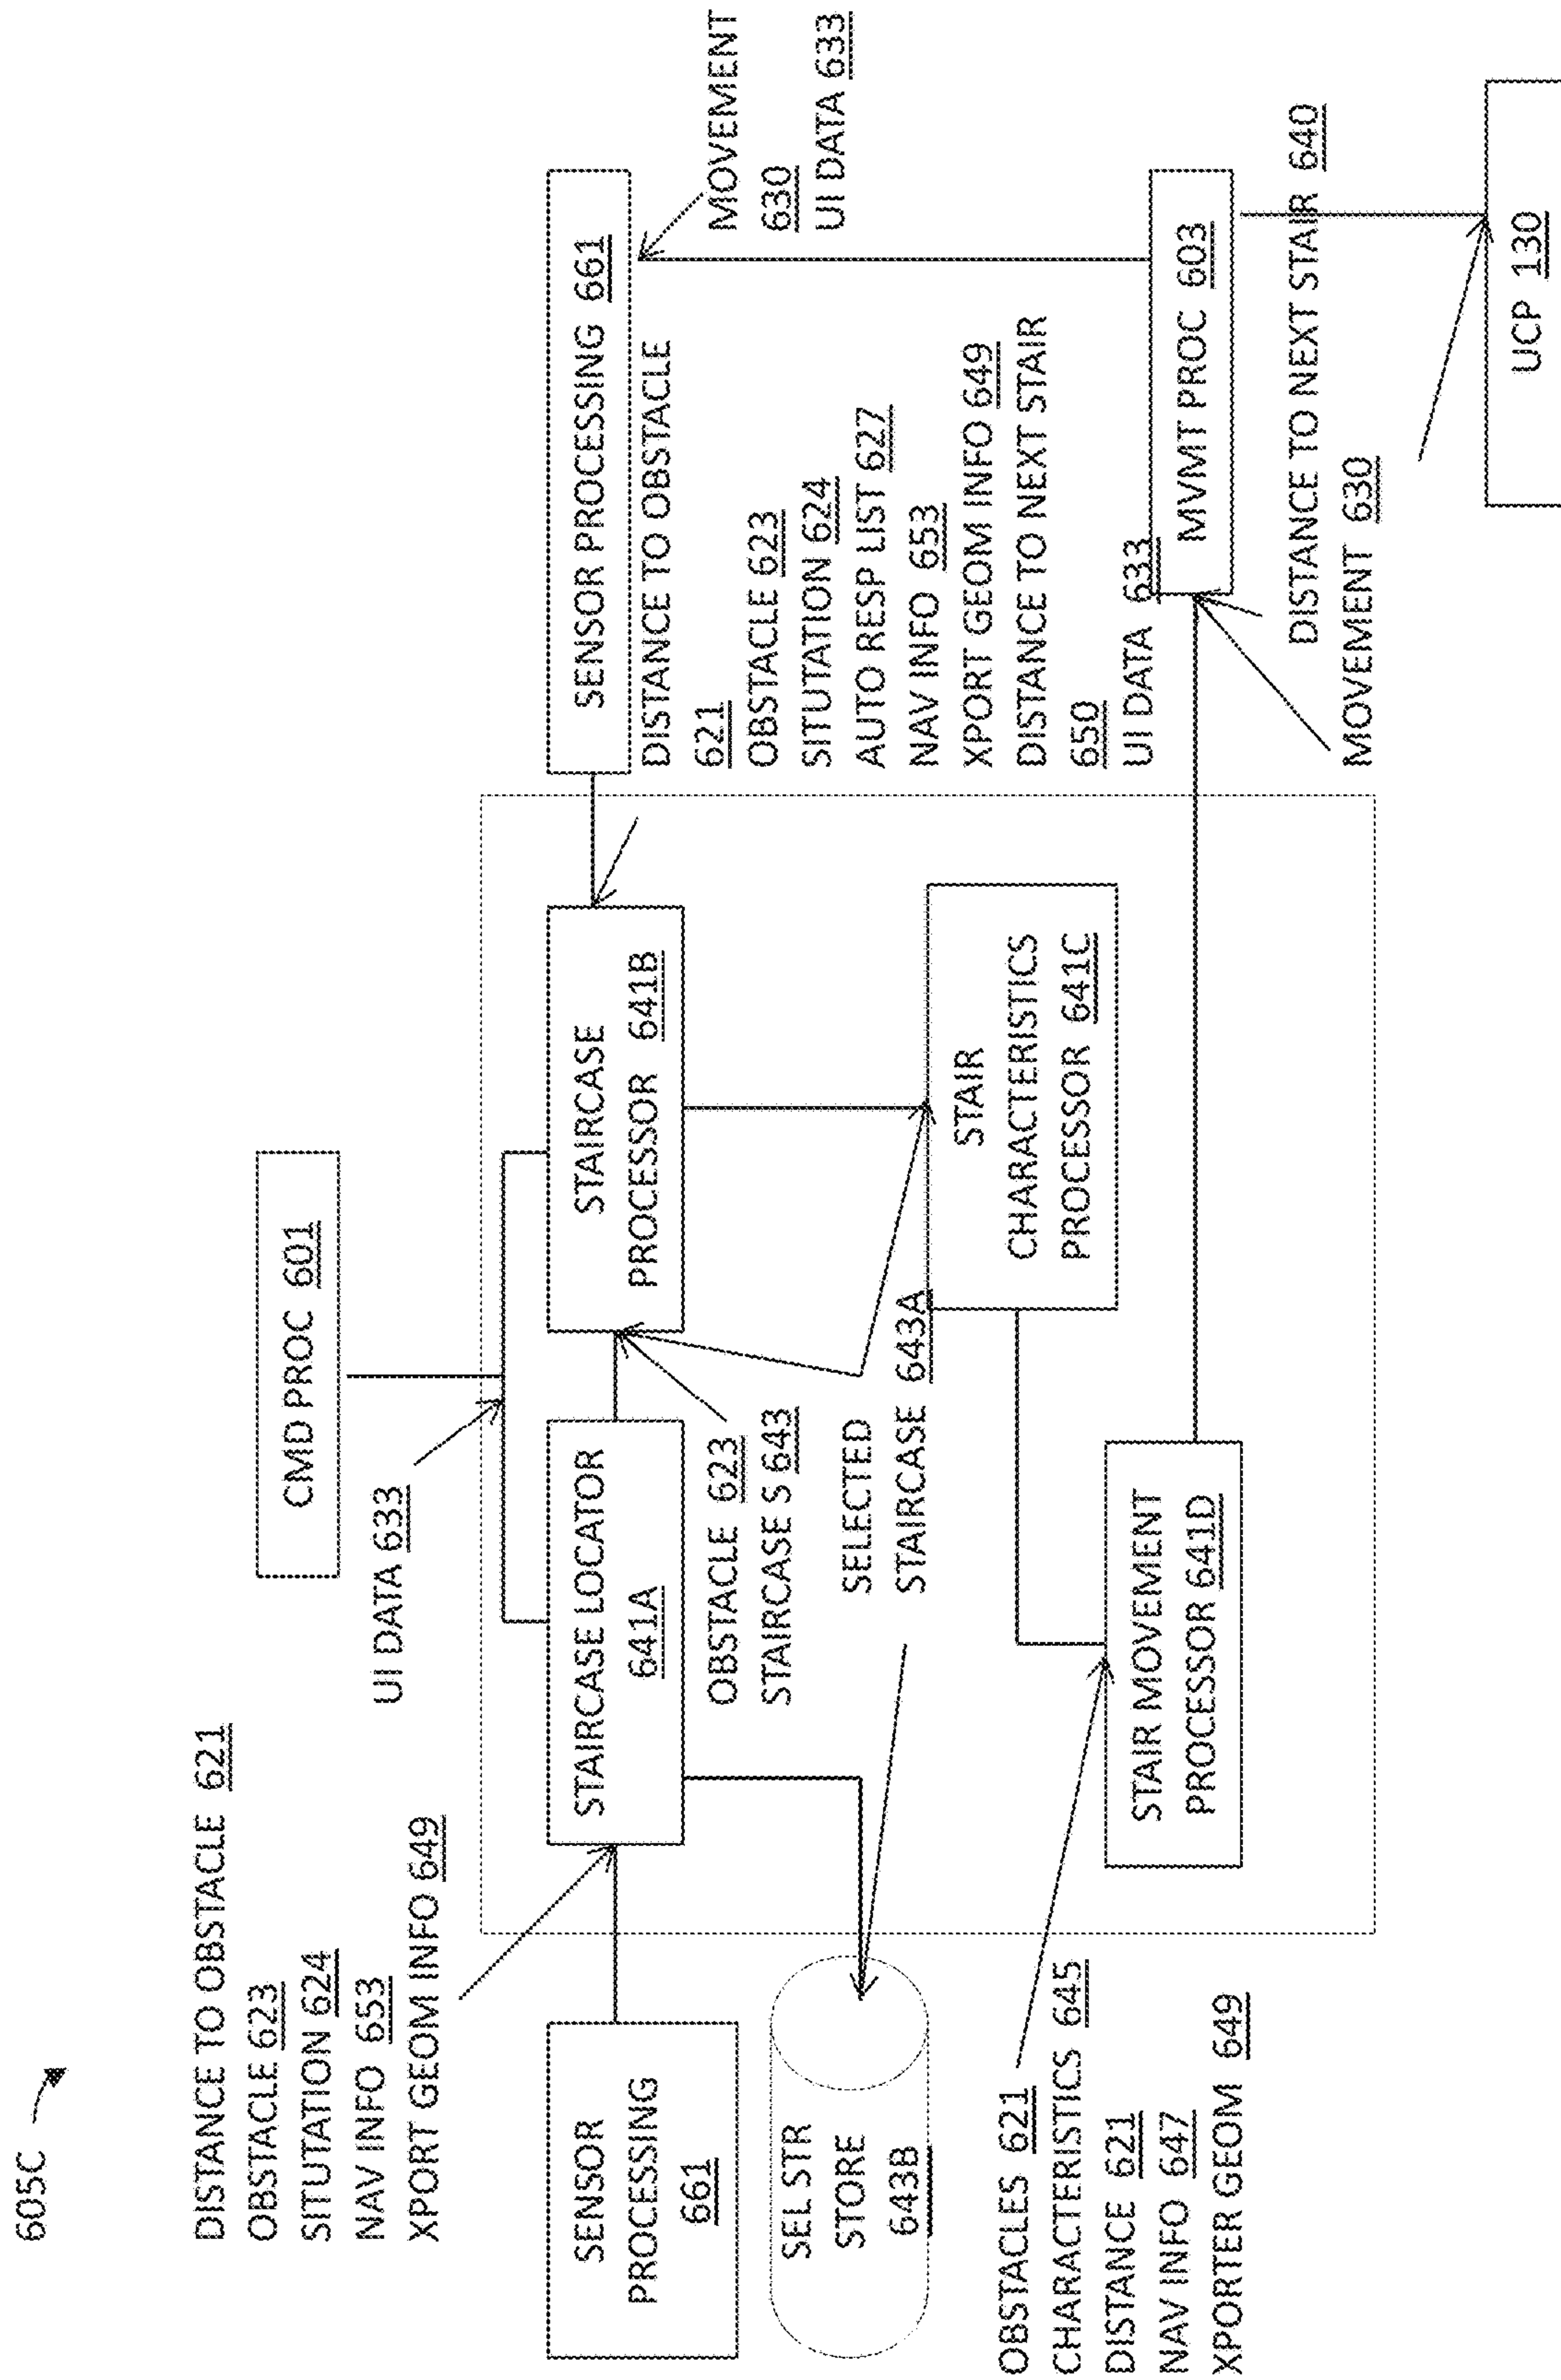 605C
DISTANCE TO OBSTACLE 621
OBSTACLE 623
SITUTATION 624
NAV INFO 653
XPORT GEOM INFO 649
UI DATA 633
CMD PROC 601
SENSOR
PROCESSING
661
STAIRCASE LOCATOR
641A
STAIRCASE
PROCESSOR 641B
SENSOR PROCESSING 661
DISTANCE TO OBSTACLE
621
OBSTACLE 623
SITUTATION 624
AUTO RESP LIST 627
NAV INFO 653
XPORT GEOM INFO 649
DISTANCE TO NEXT STAIR
650
UI DATA 633
MOVEMENT
630
UI DATA 633
OBSTACLE 623
STAIRCASE S 643
SEL STR
STORE
643B
SELECTED
STAIRCASE 643A
STAIR
CHARACTERISTICS
PROCESSOR 641C
OBSTACLES 621
CHARACTERISTICS 645
DISTANCE 621
NAV INFO 647
XPORTER GEOM 649
STAIR MOVEMENT
PROCESSOR 641D
MVMT PROC 603
DISTANCE TO NEXT STAIR 640
MOVEMENT 630
UCP 130